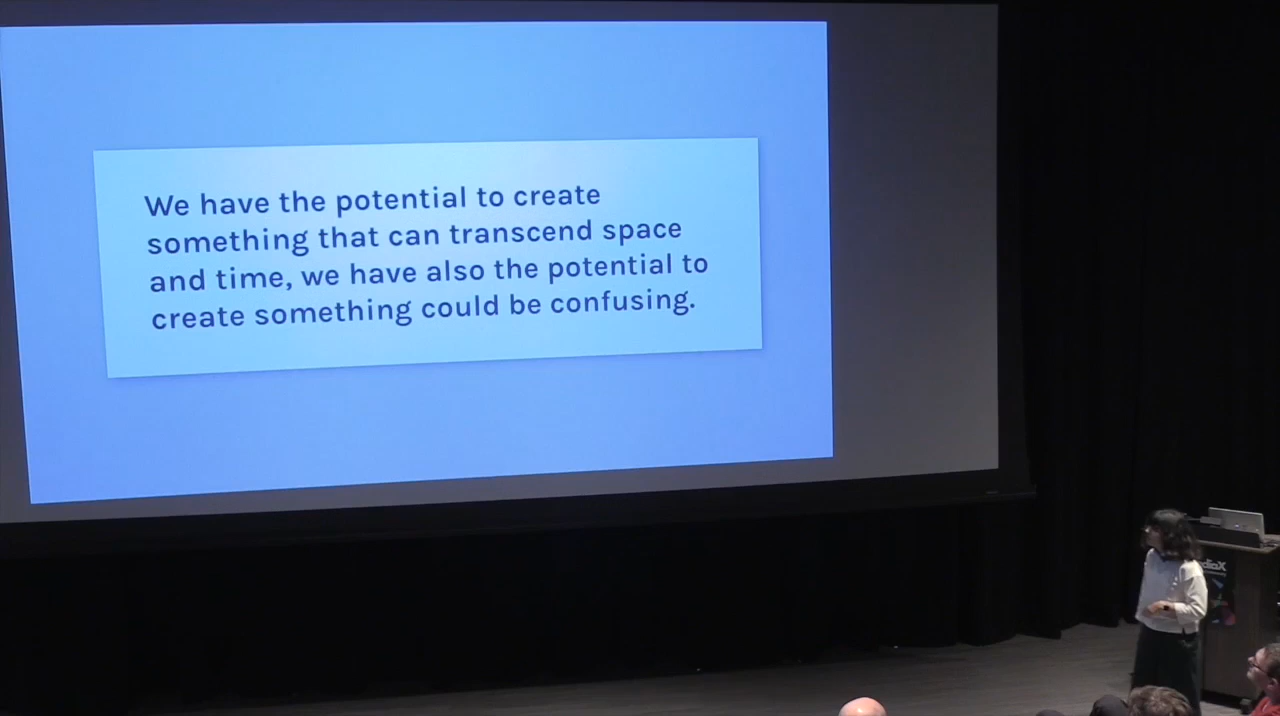 We have the potential to create
something that can transcend space
and time, we have also the potential to
create something could be confusing.
diaX